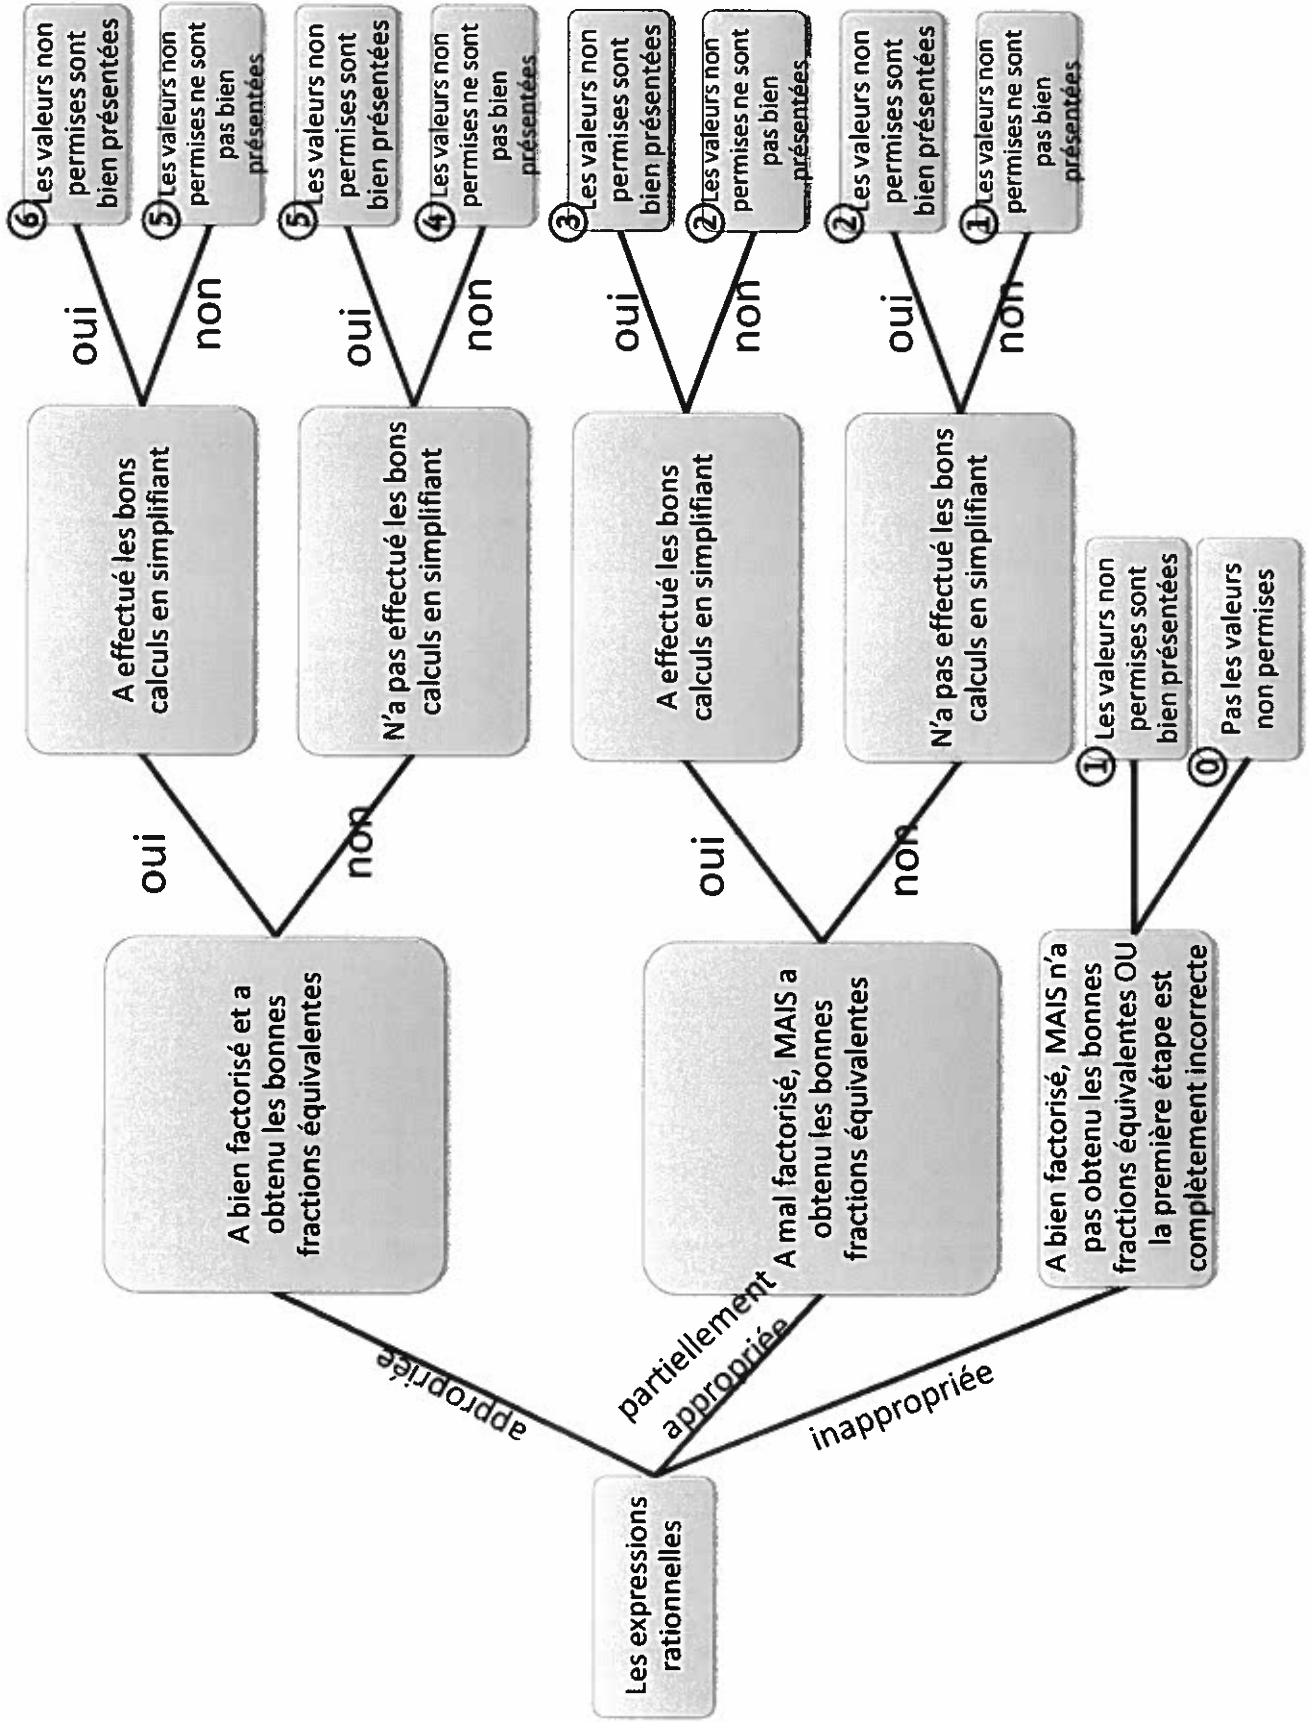 Les expressions
rationnelles
appropriée
partiellement
appropriée
inappropriée
A bien factorisé et a
obtenu les bonnes
fractions équivalentes
oui
non
A effectué les bons
calculs en simplifiant
oui
non
6 Les valeurs non
permises sont
bien présentées
5 Les valeurs non
permises ne sont
pas bien
présentées
N'a pas effectué les bons
calculs en simplifiant
oui
non
5 Les valeurs non
permises sont
bien présentées
4 Les valeurs non
permises ne sont
pas bien
présentées
A mal factorisé, MAIS a
obtenu les bonnes
fractions équivalentes
oui
non
A effectué les bons
calculs en simplifiant
oui
non
3 Les valeurs non
permises sont
bien présentées
2 Les valeurs non
permises ne sont
pas bien
présentées
N'a pas effectué les bons
calculs en simplifiant
oui
non
2 Les valeurs non
permises sont
bien présentées
1 Les valeurs non
permises ne sont
pas bien
présentées
A bien factorisé, MAIS n'a
pas obtenu les bonnes
fractions équivalentes OU
la première étape est
complètement incorrecte
1 Les valeurs non
permises sont
bien présentées
0 Pas les valeurs
non permises